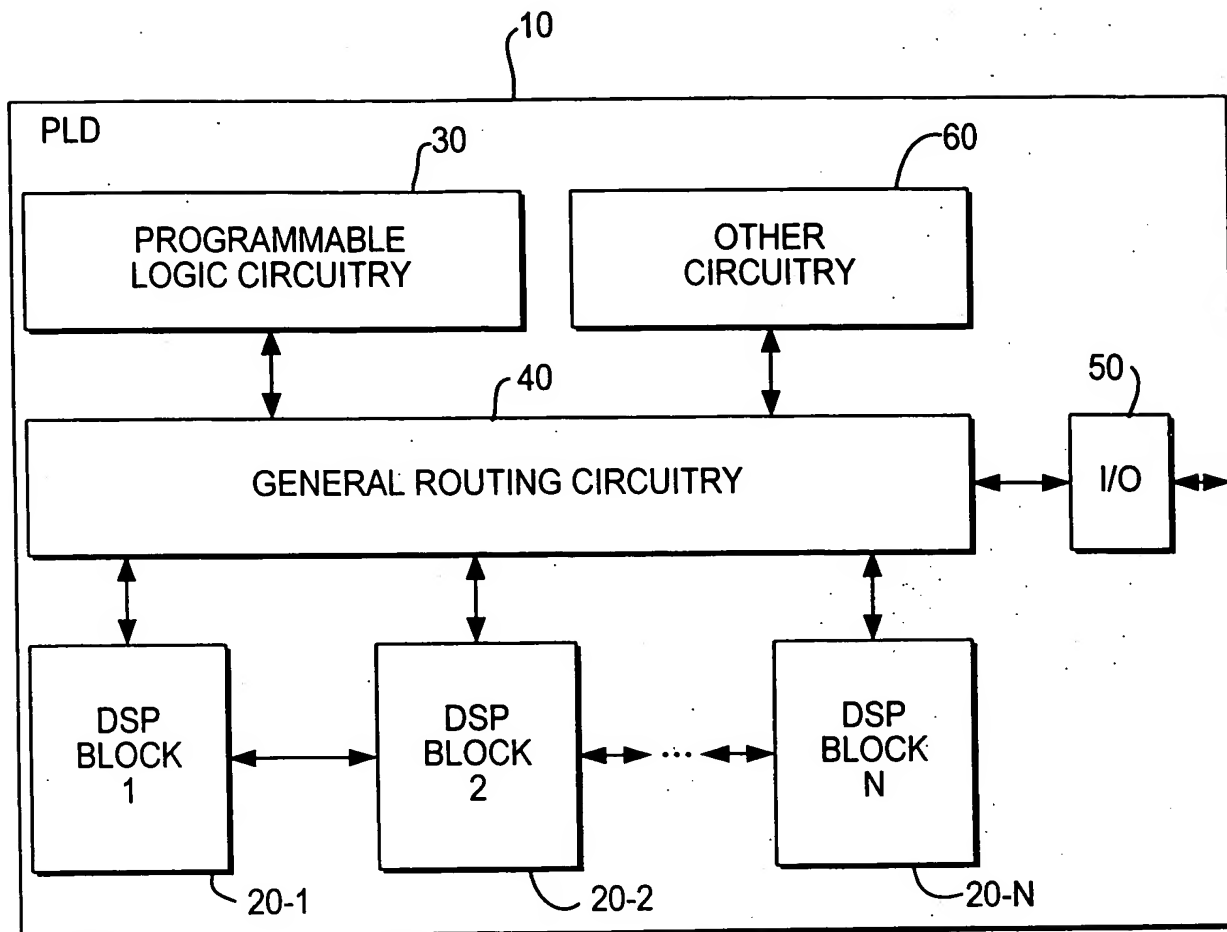 10
PLD
30
60
PROGRAMMABLE
LOGIC CIRCUITRY
OTHER
CIRCUITRY
40
50
GENERAL ROUTING CIRCUITRY
I/O
DSP
BLOCK
1
DSP
BLOCK
2
...
DSP
BLOCK
N
20-1
20-2
20-N